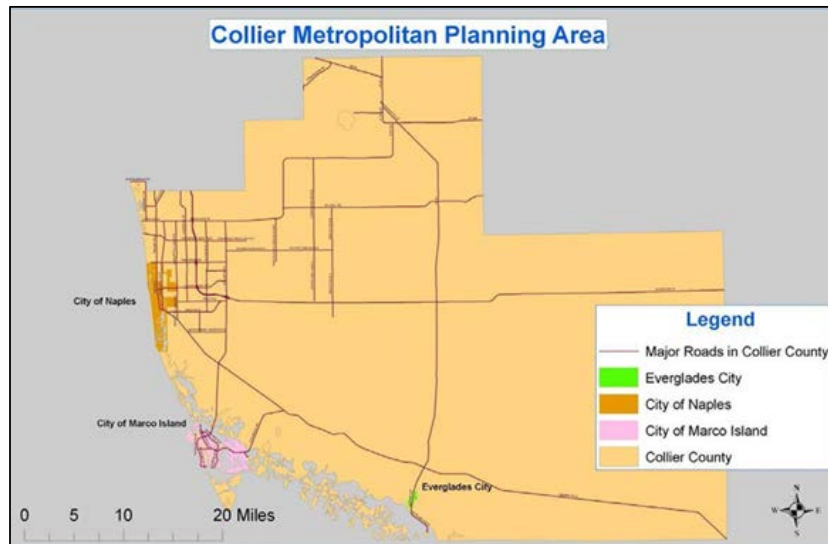 Collier Metropolitan Planning Area
City of Naples
City of Marco Island
Everglades City
Legend
Major Roads in Collier County
Everglades City
City of Naples
City of Marco Island
Collier County
0 5 10 20 Miles
N
W E
S